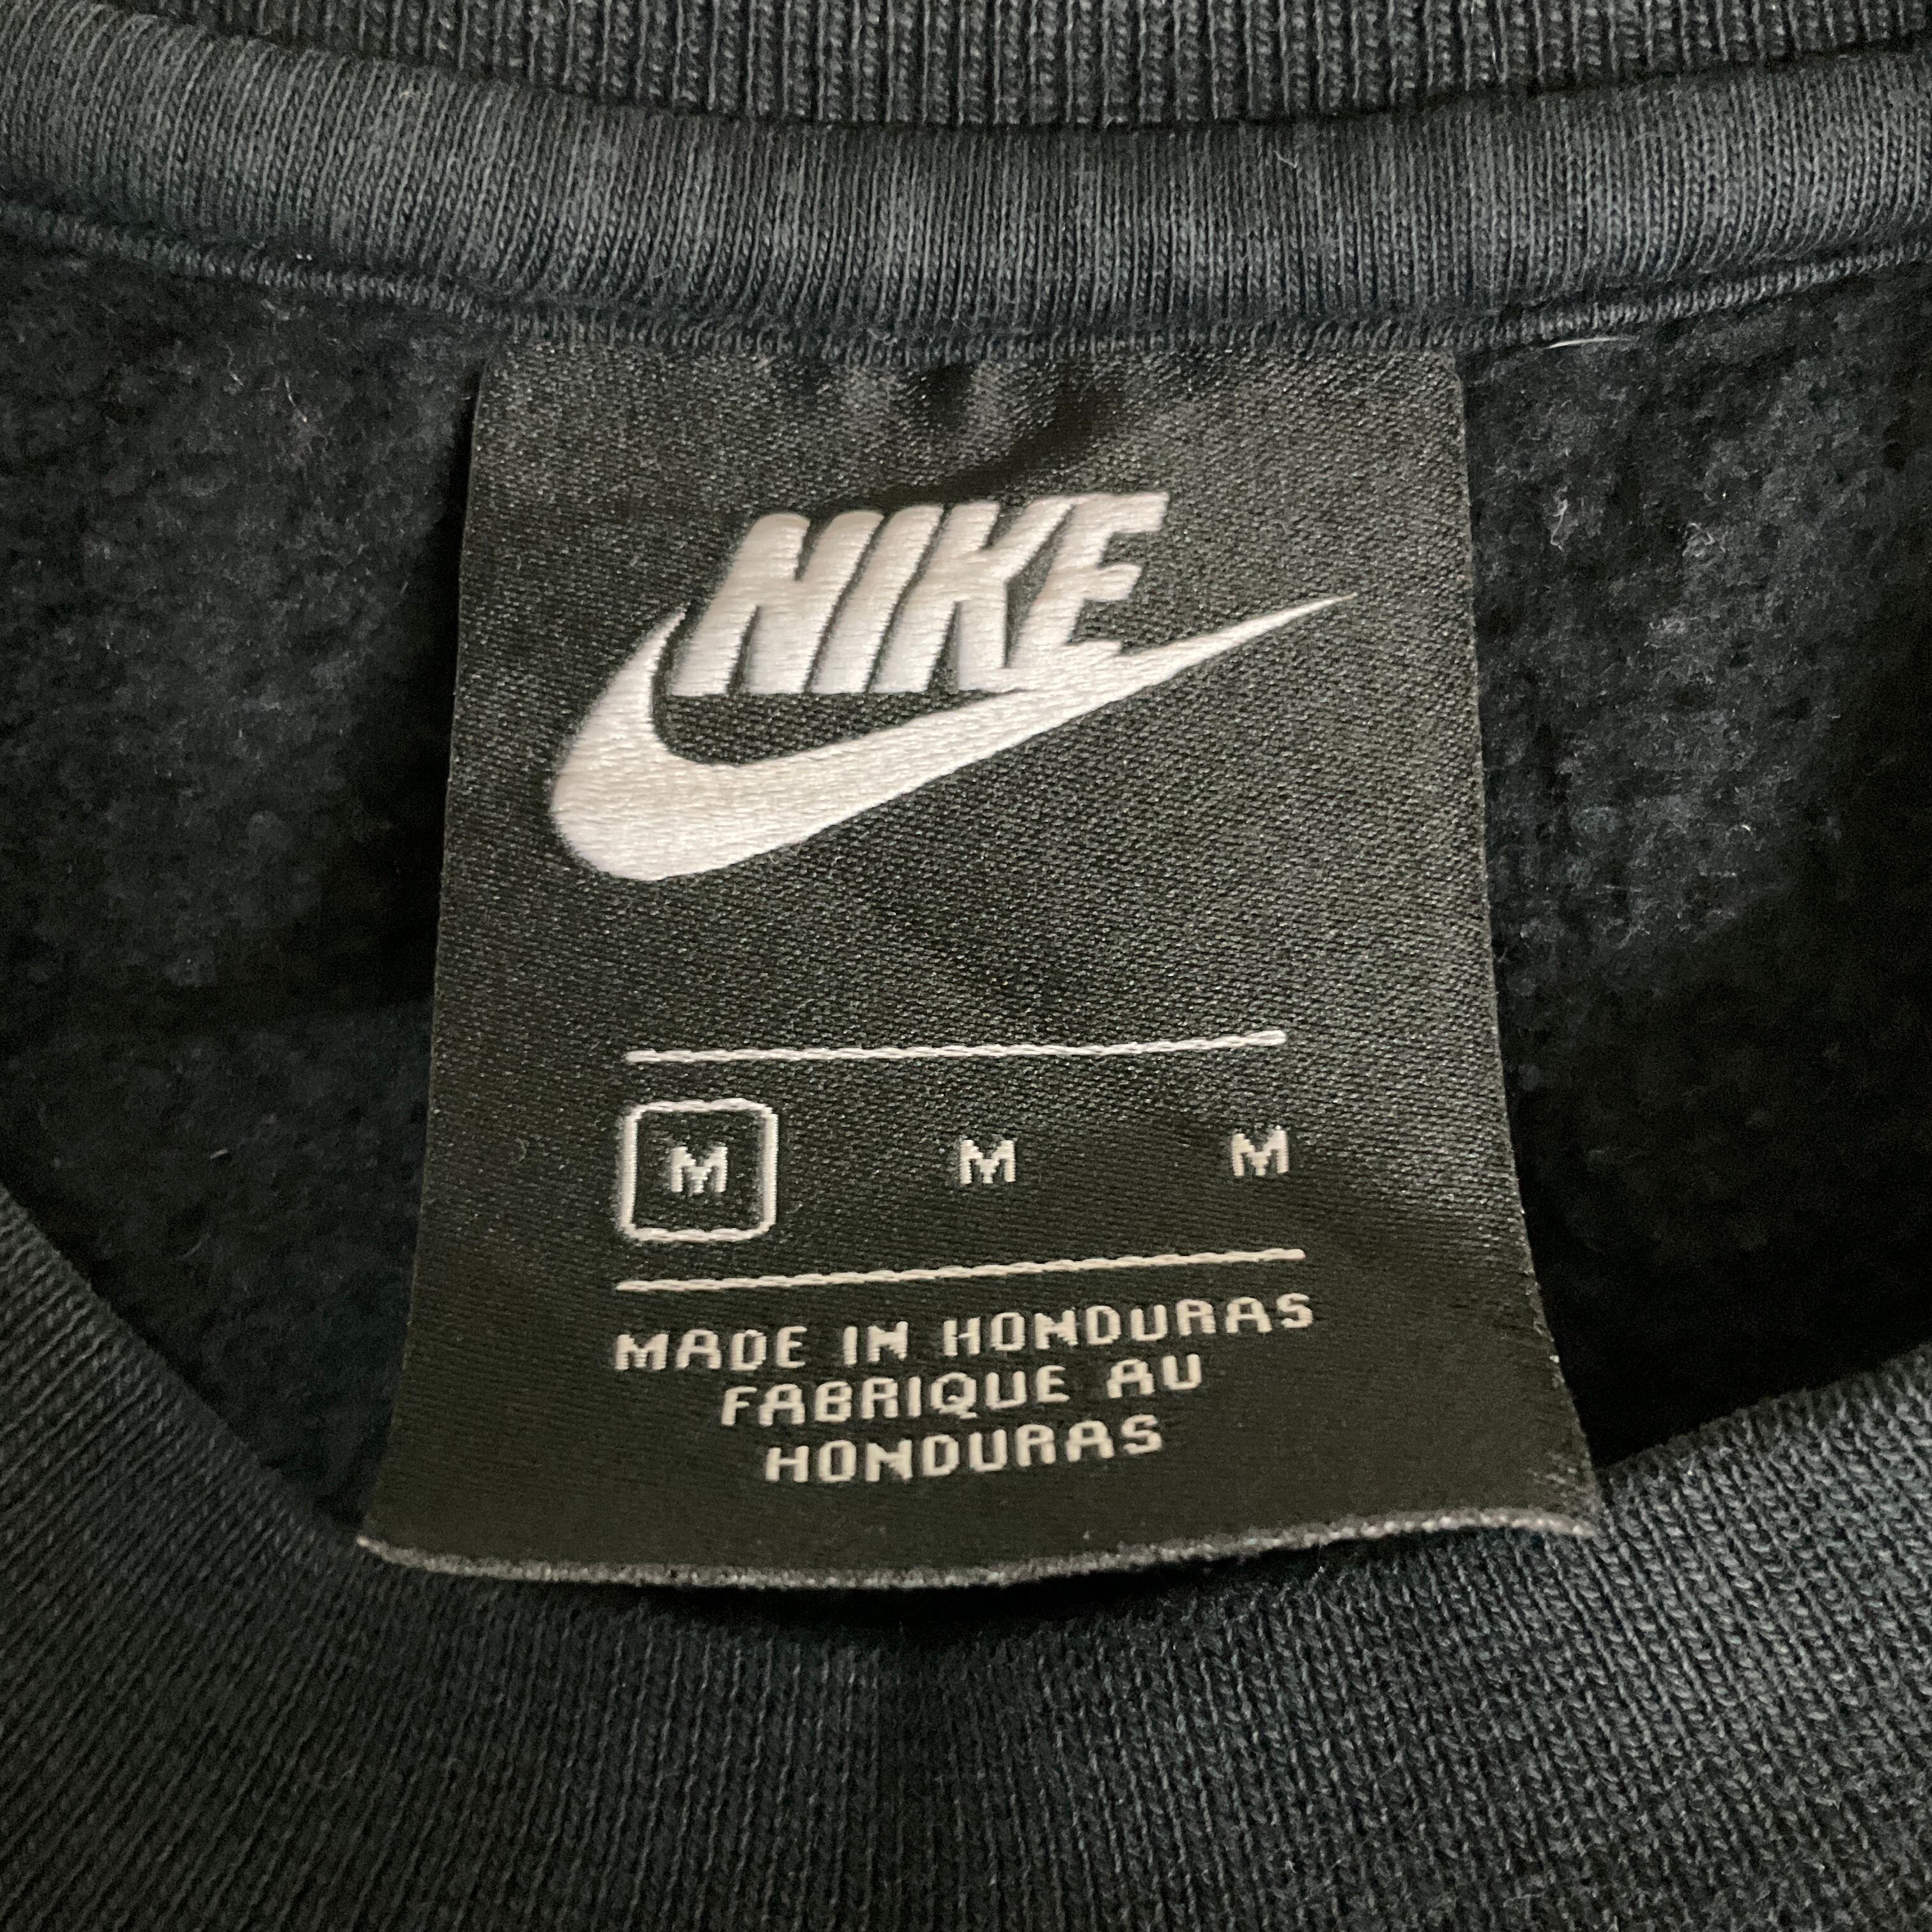 NIKE
M M M
MADE IN HONDURAS
FABRIQUE AU
HONDURAS